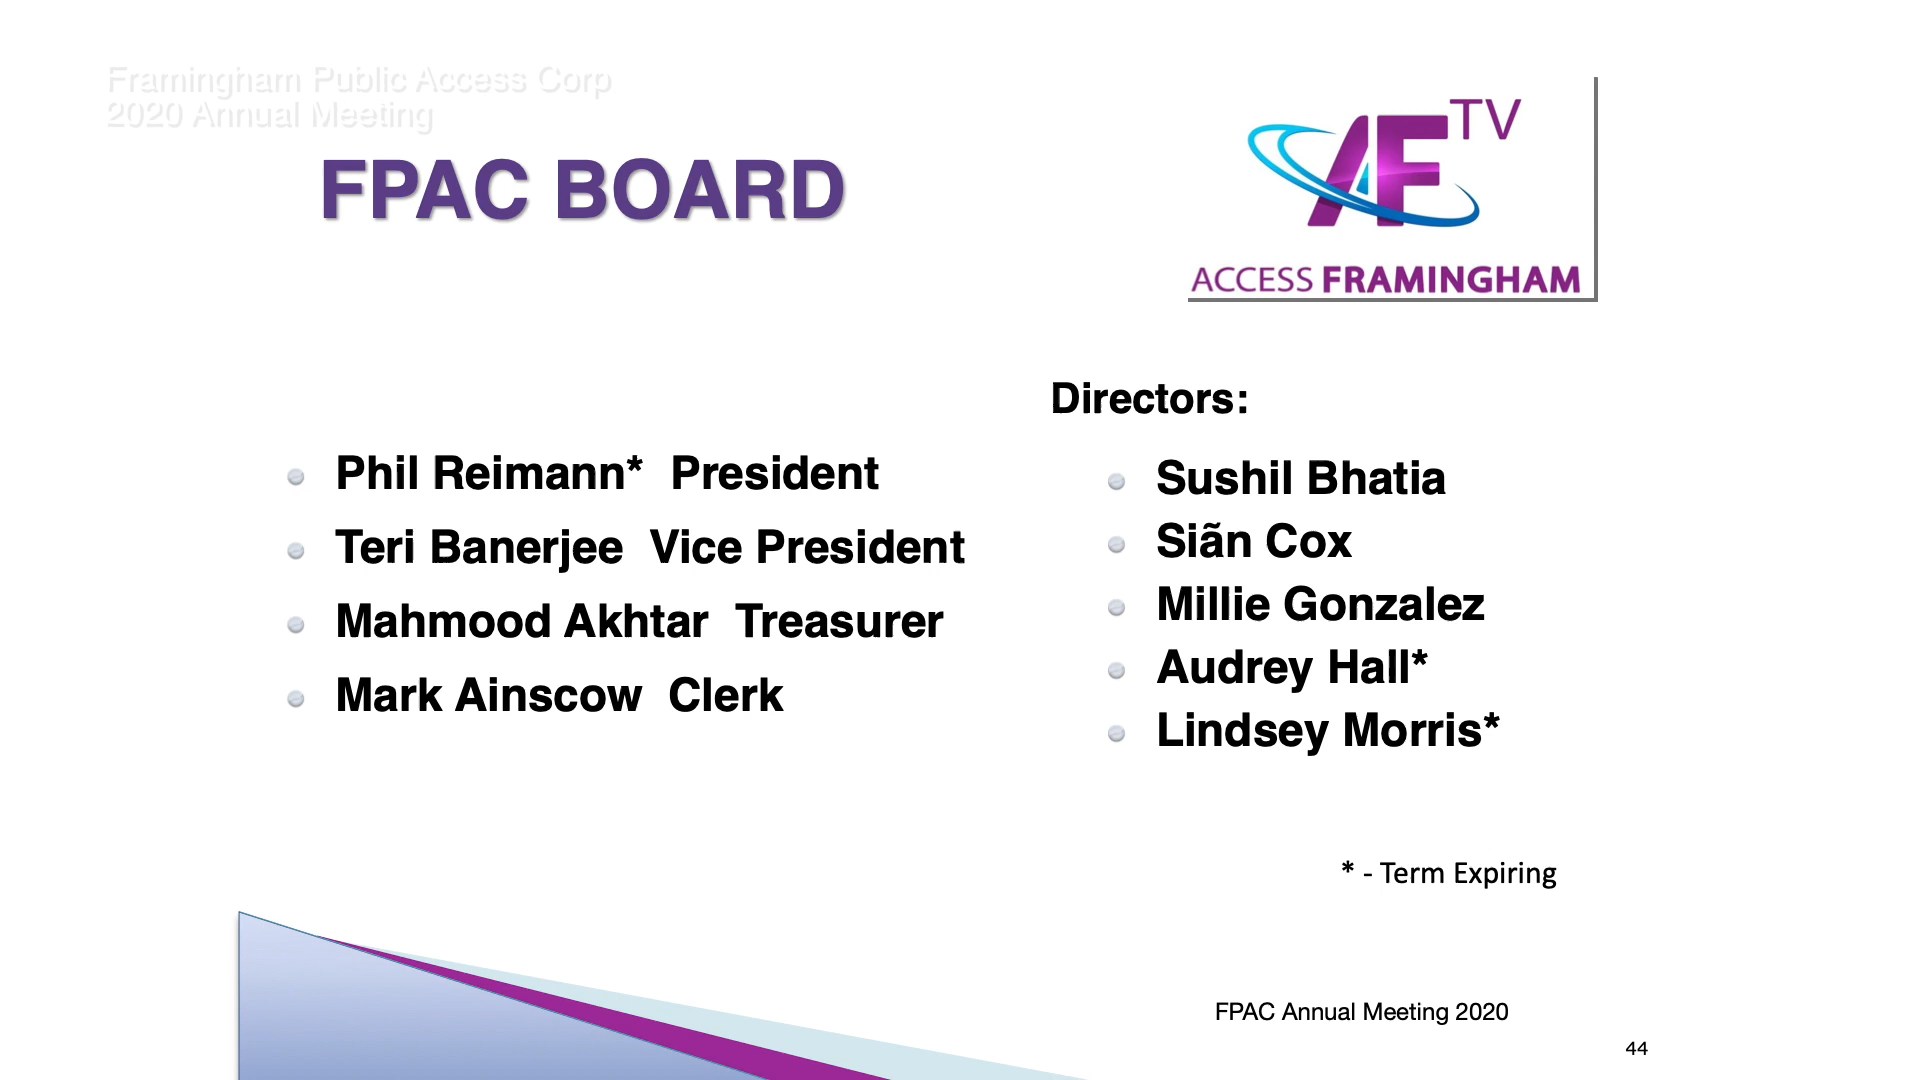 Framingham Public Access Corp
2020 Annual Meeting
FPAC BOARD
AF TV
ACCESS FRAMINGHAM
Phil Reimann*  President
Teri Banerjee  Vice President
Mahmood Akhtar  Treasurer
Mark Ainscow  Clerk
Directors:
Sushil Bhatia
Siãn Cox
Millie Gonzalez
Audrey Hall*
Lindsey Morris*
* - Term Expiring
FPAC Annual Meeting 2020
44